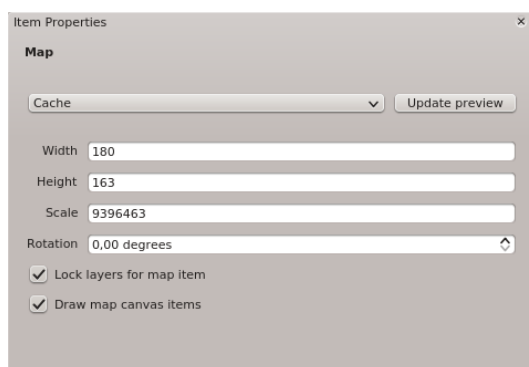 Item Properties
Map
Cache Update preview
Width 180
Height 163
Scale 9396463
Rotation 0,00 degrees
Lock layers for map item
Draw map canvas items